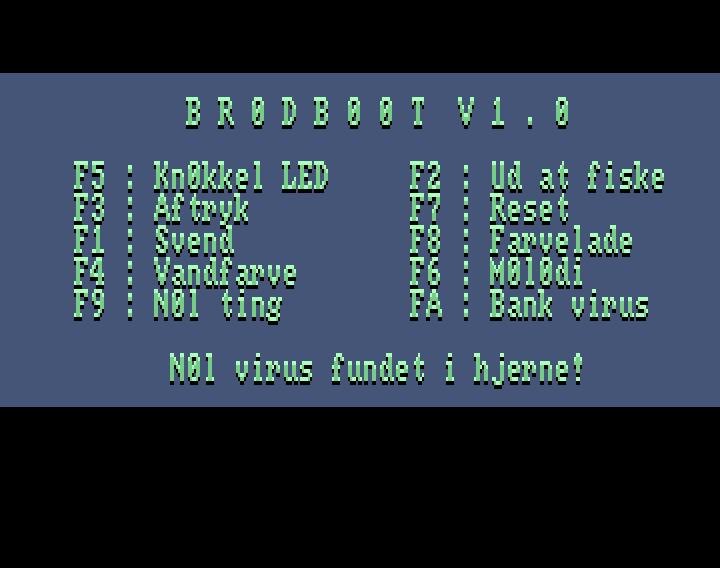 B R 0 D B 0 0 T  V 1 . 0
F5 : Kn0kkel LED F2 : Ud at fiske
F3 : Aftryk F7 : Reset
F1 : Svend F8 : Farvelade
F4 : Vandfarve F6 : M0l0di
F9 : N0l ting FA : Bank virus
N0l virus fundet i hjerne!